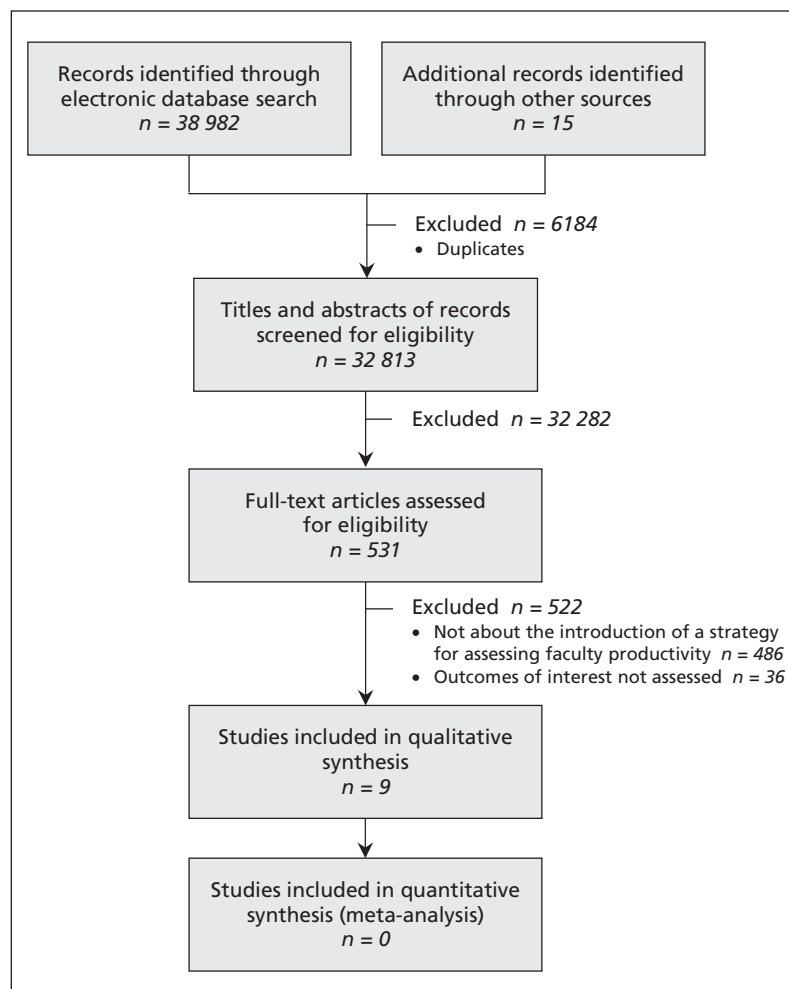 Records identified through
electronic database search
n = 38 982
Additional records identified
through other sources
n = 15
Excluded n = 6184
• Duplicates
Titles and abstracts of records
screened for eligibility
n = 32 813
Excluded n = 32 282
Full-text articles assessed
for eligibility
n = 531
Excluded n = 522
• Not about the introduction of a strategy
for assessing faculty productivity n = 486
• Outcomes of interest not assessed n = 36
Studies included in qualitative
synthesis
n = 9
Studies included in quantitative
synthesis (meta-analysis)
n = 0